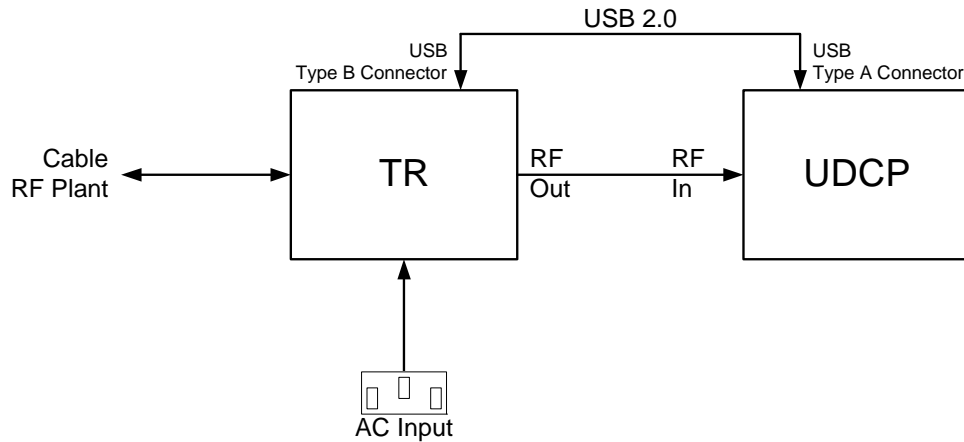 USB 2.0
USB
Type B Connector
USB
Type A Connector
Cable
RF Plant
TR
RF
Out
RF
In
UDCP
AC Input